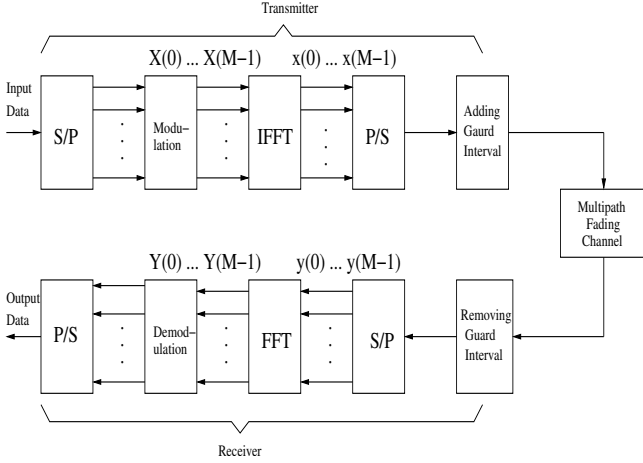 Transmitter
X(0) ... X(M−1)
x(0) ... x(M−1)
Input
Data
S/P
Modu−
lation
IFFT
P/S
Adding
Gaurd
Interval
Multipath
Fading
Channel
Y(0) ... Y(M−1)
y(0) ... y(M−1)
Output
Data
P/S
Demod−
ulation
FFT
S/P
Removing
Guard
Interval
Receiver